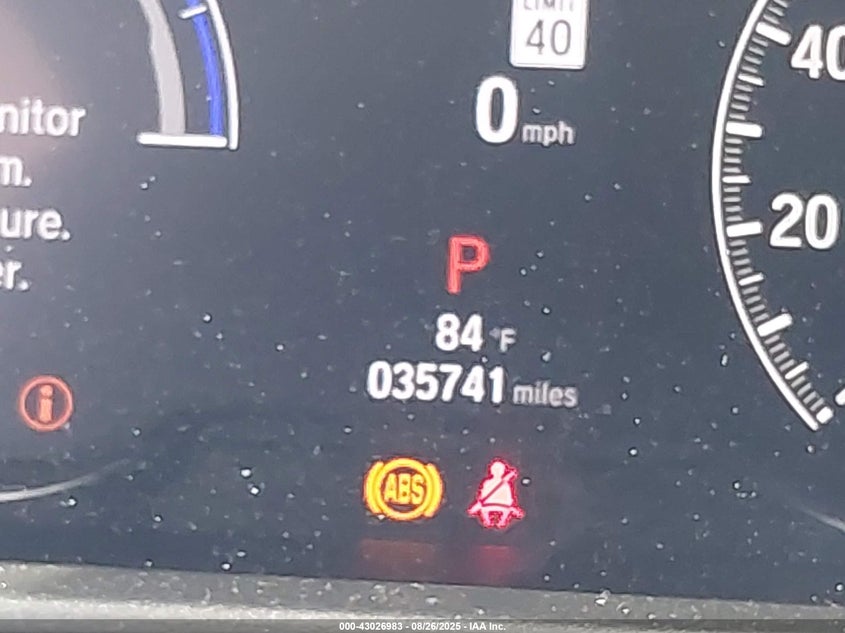 LIMIT
40
0 mph
nitor
m.
ure.
er.
40
20
P
84 °F
035741 miles
i
ABS
000-43026983 - 08/26/2025 - IAA Inc.